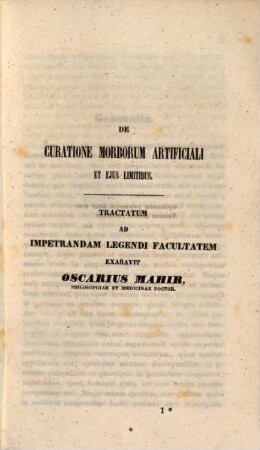 DE
CURATIONE MORBORUM ARTIFICIALI
ET EJUS LIMITIBUS.
TRACTATUM
AD
IMPETRANDAM LEGENDI FACULTATEM
EXARAVIT
OSCARIUS MAHIR,
PHILOSOPHIAE ET MEDICINAE DOCTOR.
1 *